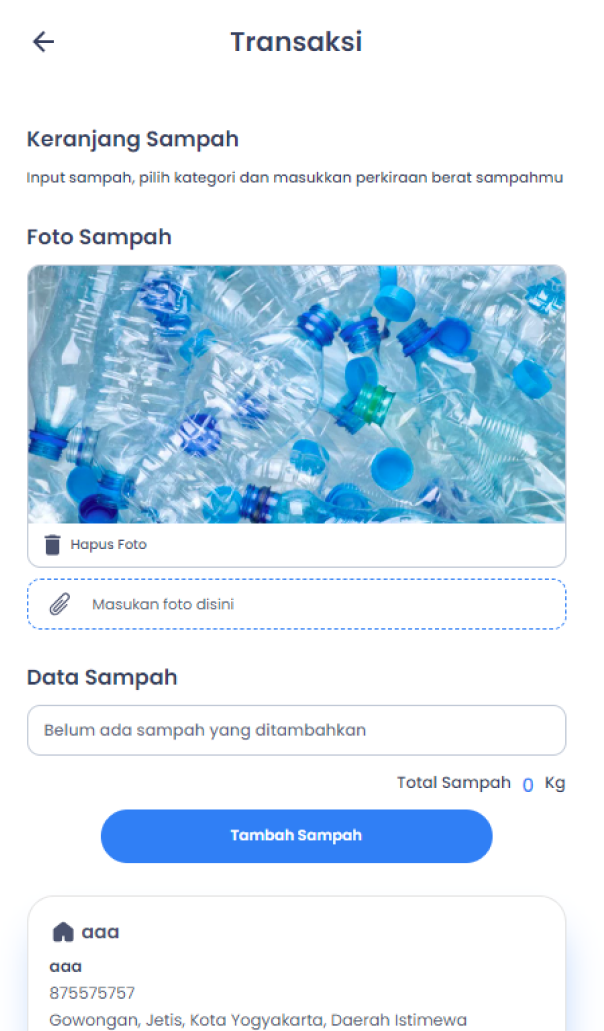 Transaksi
Keranjang Sampah
Input sampah, pilih kategori dan masukkan perkiraan berat sampahmu
Foto Sampah
Hapus Foto
Masukan foto disini
Data Sampah
Belum ada sampah yang ditambahkan
Total Sampah 0 Kg
Tambah Sampah
aaa
aaa
875575757
Gowongan, Jetis, Kota Yogyakarta, Daerah Istimewa